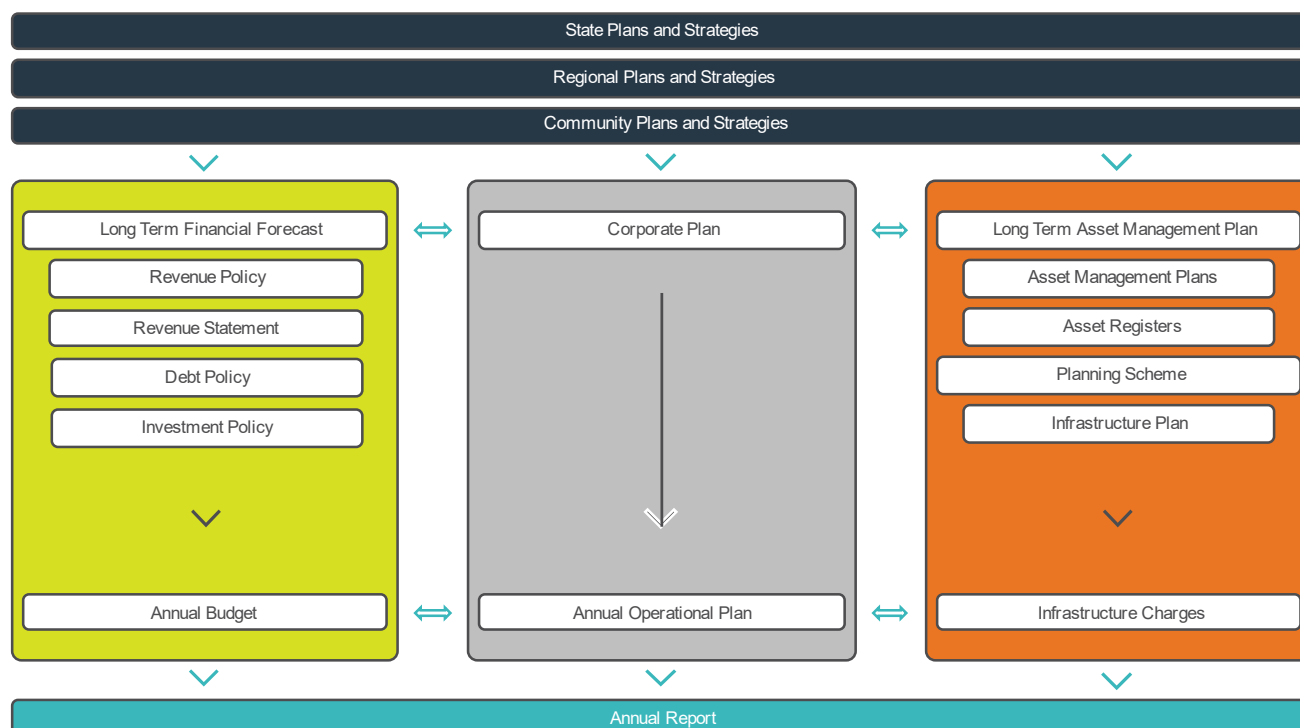 State Plans and Strategies
Regional Plans and Strategies
Community Plans and Strategies
Long Term Financial Forecast
Revenue Policy
Revenue Statement
Debt Policy
Investment Policy
Annual Budget
Corporate Plan
Annual Operational Plan
Long Term Asset Management Plan
Asset Management Plans
Asset Registers
Planning Scheme
Infrastructure Plan
Infrastructure Charges
Annual Report